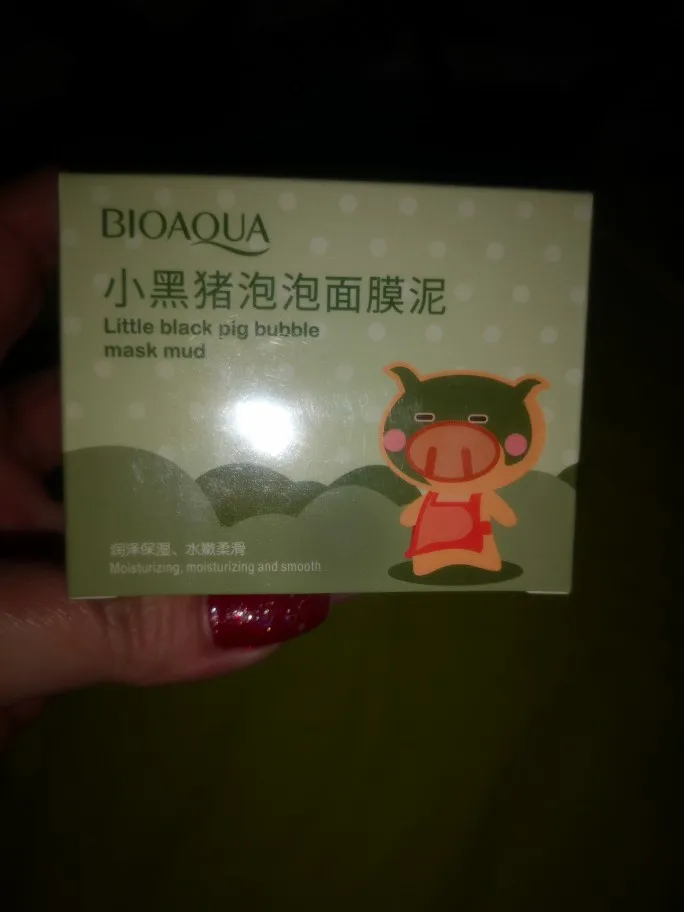 BIOAQUA
小黑猪泡泡面膜泥
Little black pig bubble
mask mud
润泽保湿、水嫩柔滑
Moisturizing, moisturizing and smooth